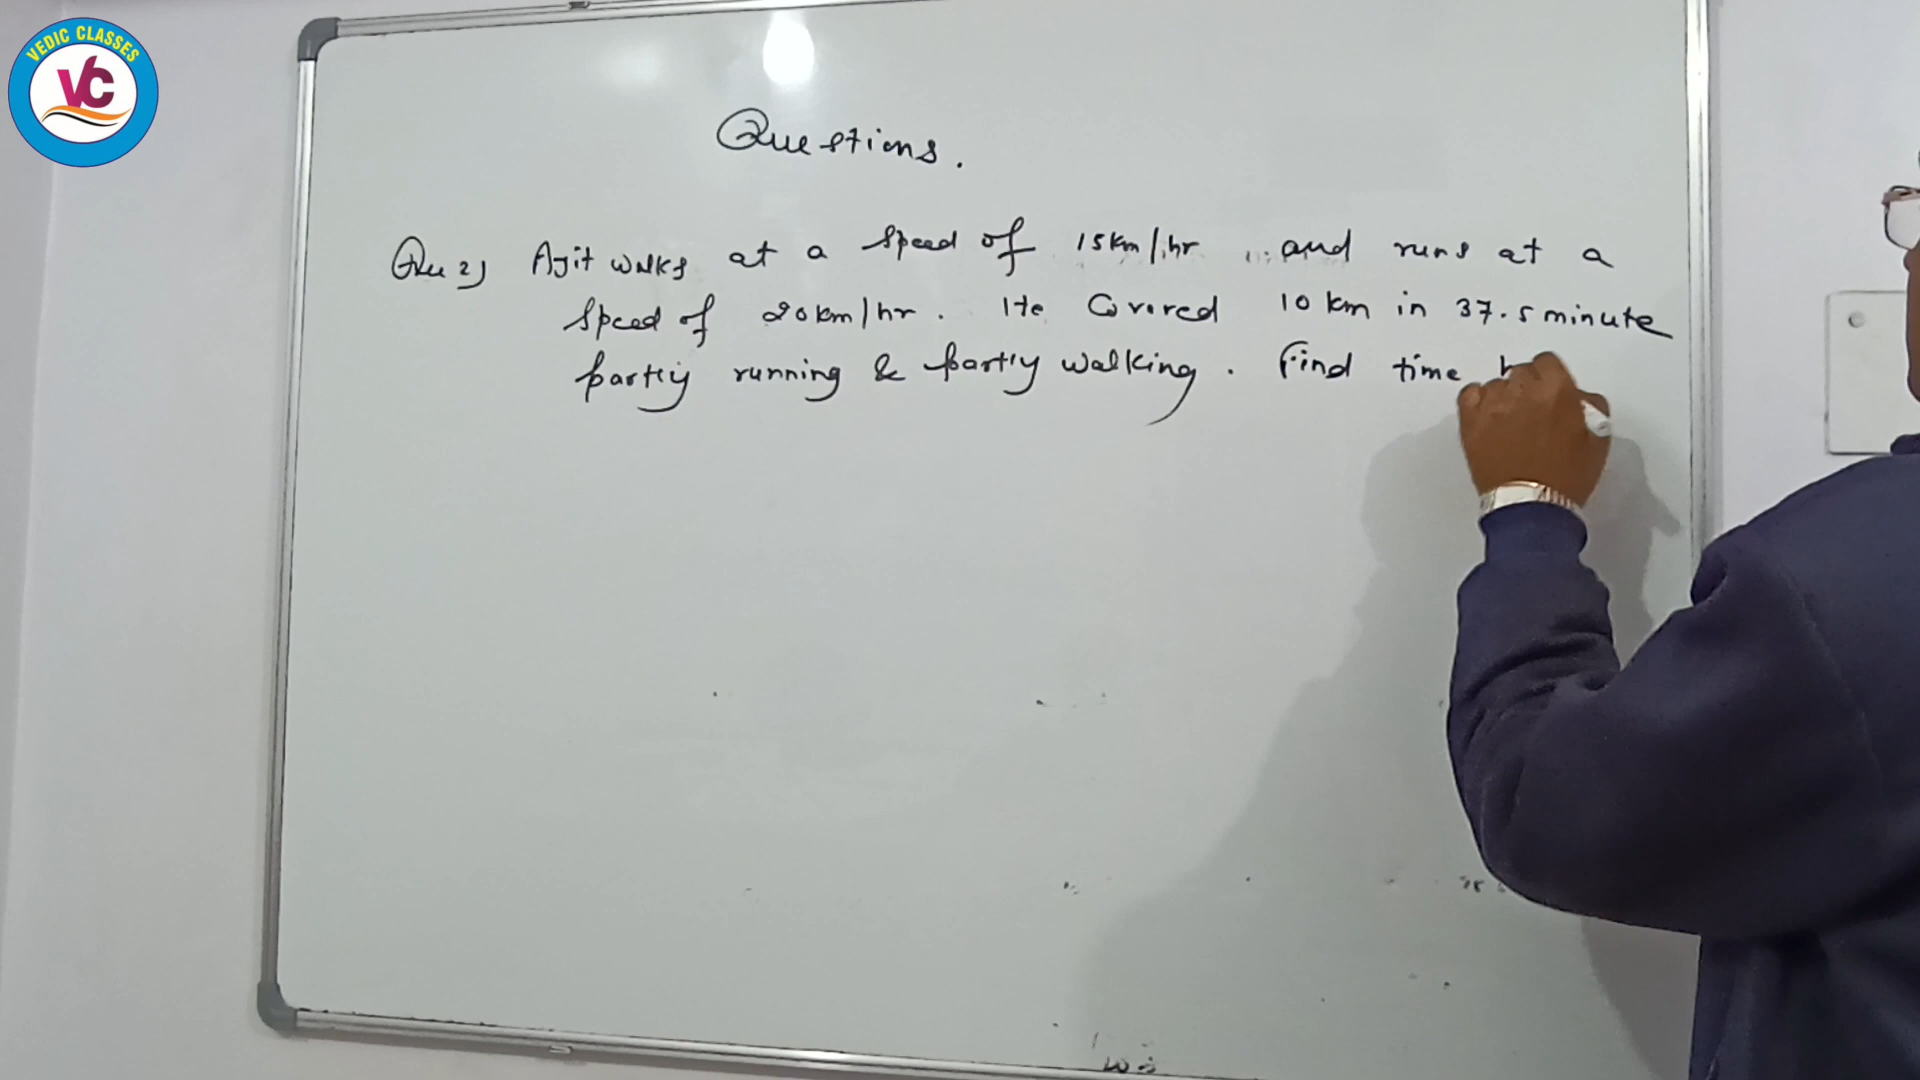 VEDIC CLASSES
VC
Questions.
Que 2) Ajit walks at a speed of 15km/hr and runs at a
speed of 20km/hr. He Covered 10 km in 37.5 minute
partly running & partly walking. Find time